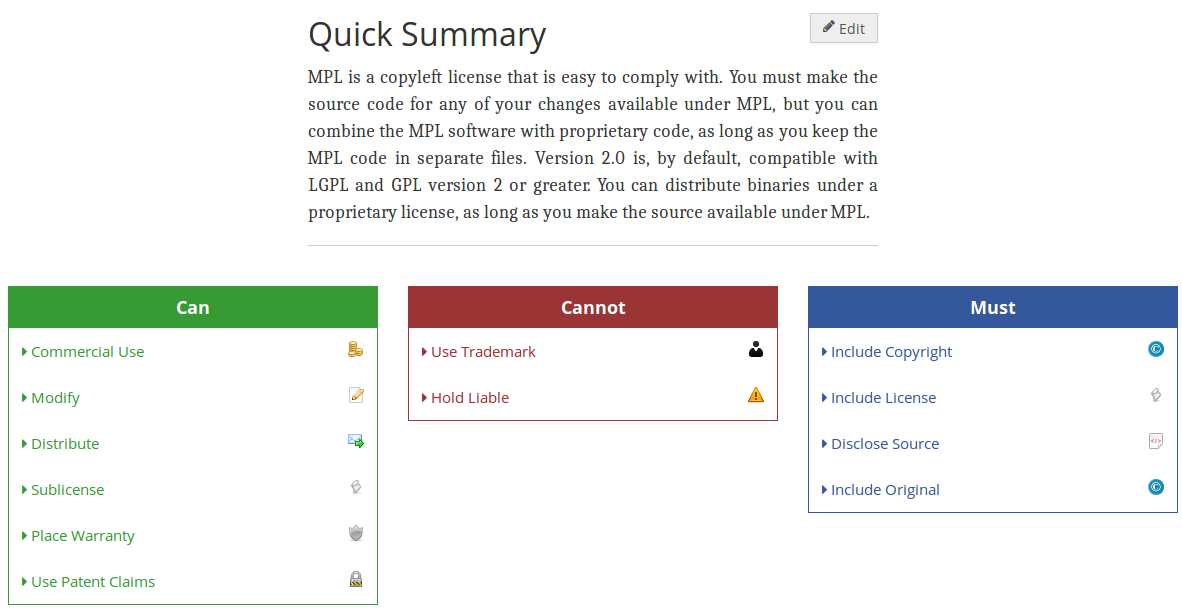 Quick Summary
Edit
MPL is a copyleft license that is easy to comply with. You must make the
source code for any of your changes available under MPL, but you can
combine the MPL software with proprietary code, as long as you keep the
MPL code in separate files. Version 2.0 is, by default, compatible with
LGPL and GPL version 2 or greater. You can distribute binaries under a
proprietary license, as long as you make the source available under MPL.
Can
Commercial Use
Modify
Distribute
Sublicense
Place Warranty
Use Patent Claims
Cannot
Use Trademark
Hold Liable
Must
Include Copyright
Include License
Disclose Source
Include Original